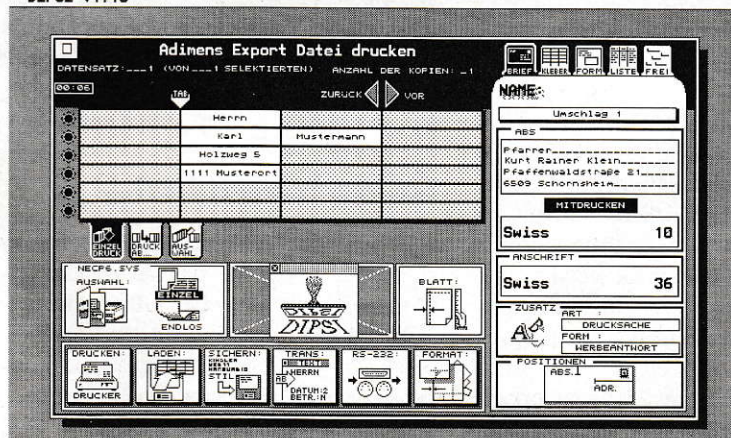 Adimens Export Datei drucken
DATENSATZ:___1 (VON___1 SELEKTIERTEN) ANZAHL DER KOPIEN:_1
00:06
TAB
ZURÜCK VOR
Herrn
Karl Mustermann
Holzweg 5
1111 Musterort
EINZEL DRUCK
DRUCK AB...
AUS-WAHL
NECP6.SYS
AUSWAHL:
EINZEL
ENDLOS
DIPSI
BLATT:
DRUCKEN:
DRUCKER
LADEN:
SICHERN:
STIL
TRANS:
TEXT
AB
HERRN
DATUM:2
BETR.:N
RS-232:
FORMAT:
BRIEF KLEBER FORM LISTE FREI
NAME:
Umschlag 1
ABS
Pfarrer
Kurt Rainer Klein
Pfaffenwaldstraße 21
6509 Schornsheim
MITDRUCKEN
Swiss 10
ANSCHRIFT
Swiss 36
ZUSATZ
ART :
DRUCKSACHE
FORM :
WERBEANTWORT
POSITIONEN
ABS.1
ADR.